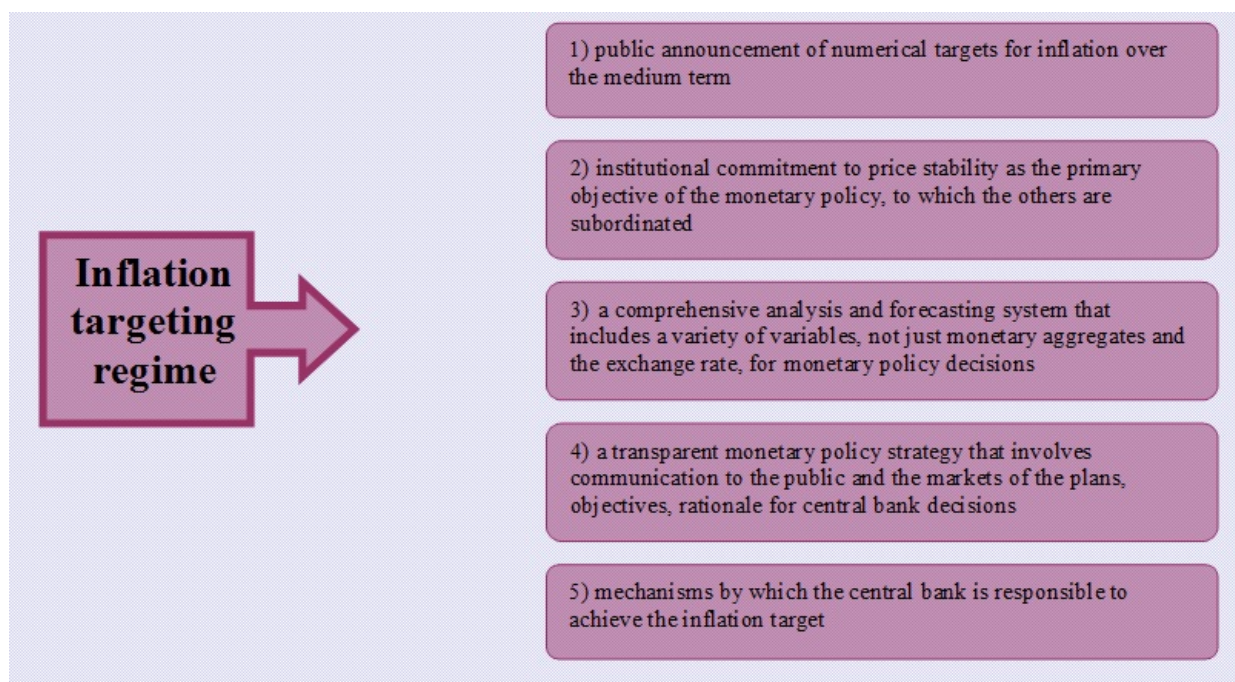 Inflation
targeting
regime
1) public announcement of numerical targets for inflation over
the medium term
2) institutional commitment to price stability as the primary
objective of the monetary policy, to which the others are
subordinated
3) a comprehensive analysis and forecasting system that
includes a variety of variables, not just monetary aggregates and
the exchange rate, for monetary policy decisions
4) a transparent monetary policy strategy that involves
communication to the public and the markets of the plans,
objectives, rationale for central bank decisions
5) mechanisms by which the central bank is responsible to
achieve the inflation target